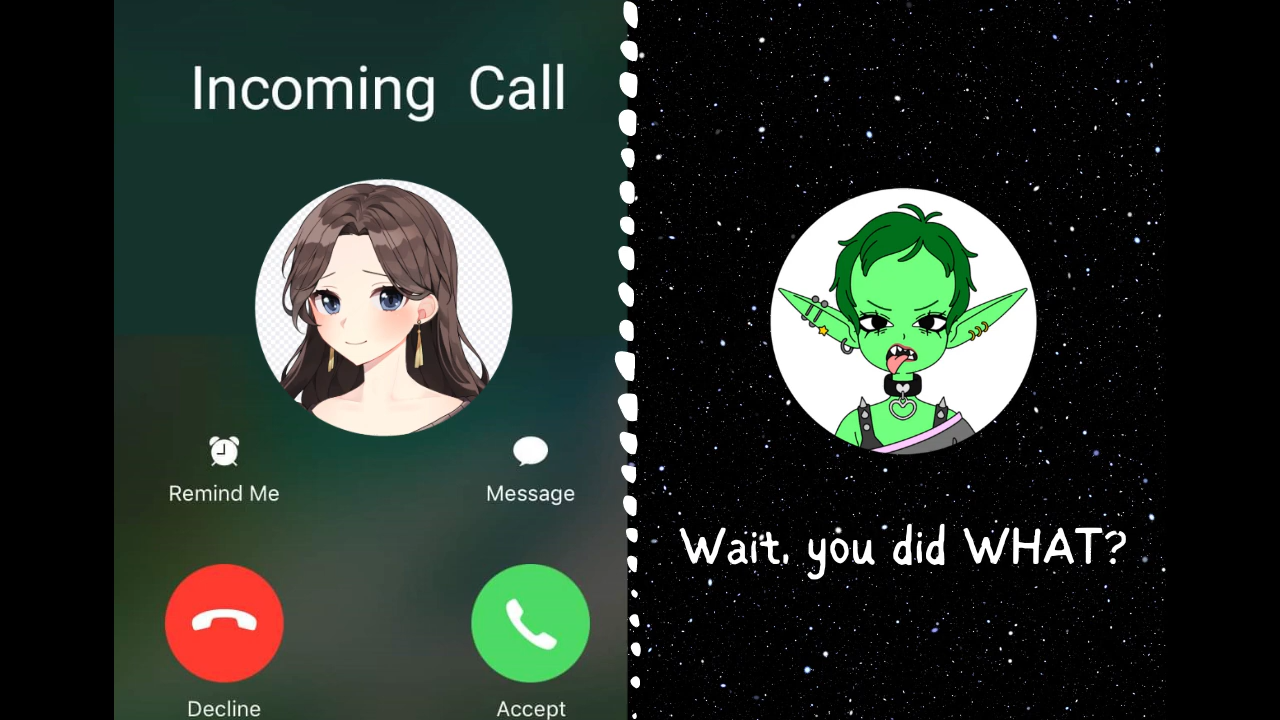 Incoming Call
Remind Me
Message
Decline
Accept
Wait, you did WHAT?